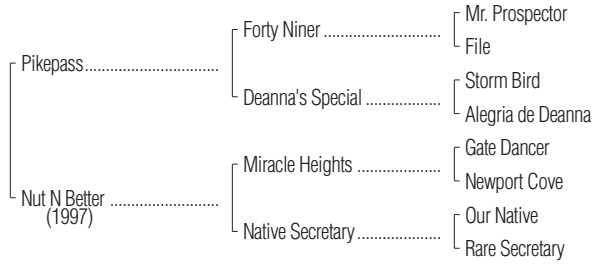 Mr. Prospector
Forty Niner ........................
File
Pikepass...........................
Storm Bird
Deanna's Special ...............
Alegria de Deanna
Gate Dancer
Miracle Heights .................
Newport Cove
Nut N Better ......................
(1997)
Our Native
Native Secretary.................
Rare Secretary